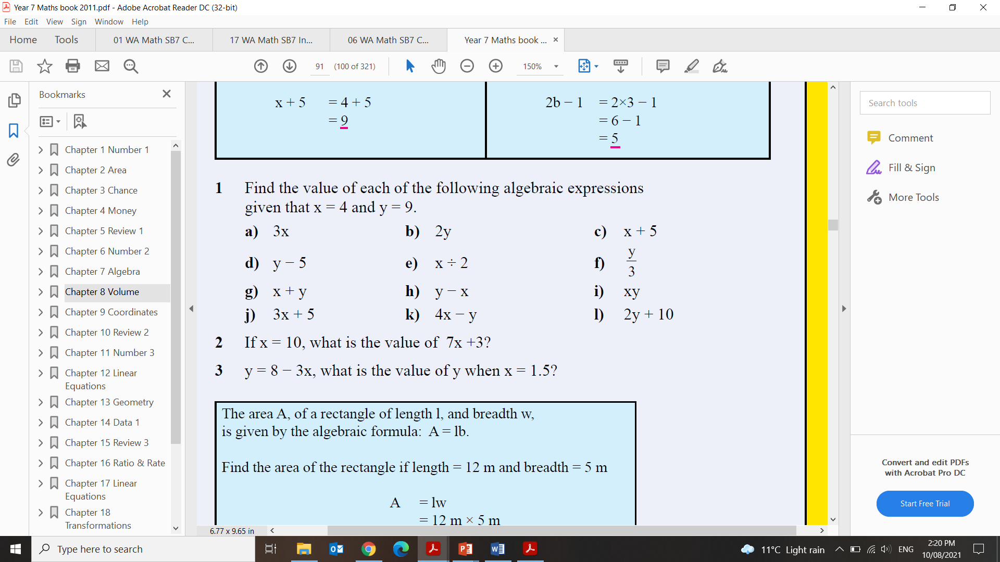 Year 7 Maths book 2011.pdf - Adobe Acrobat Reader DC (32-bit)
File Edit View Sign Window Help
Home Tools 01 WA Math SB7 C... 17 WA Math SB7 In... 06 WA Math SB7 C... Year 7 Maths book ...
91 (100 of 321) 150%
Bookmarks
Chapter 1 Number 1
Chapter 2 Area
Chapter 3 Chance
Chapter 4 Money
Chapter 5 Review 1
Chapter 6 Number 2
Chapter 7 Algebra
Chapter 8 Volume
Chapter 9 Coordinates
Chapter 10 Review 2
Chapter 11 Number 3
Chapter 12 Linear
Equations
Chapter 13 Geometry
Chapter 14 Data 1
Chapter 15 Review 3
Chapter 16 Ratio & Rate
Chapter 17 Linear
Equations
Chapter 18
Transformations
x + 5 = 4 + 5
= 9
2b − 1 = 2×3 − 1
= 6 − 1
= 5
1 Find the value of each of the following algebraic expressions
given that x = 4 and y = 9.
a) 3x b) 2y c) x + 5
d) y − 5 e) x ÷ 2 f) y/3
g) x + y h) y − x i) xy
j) 3x + 5 k) 4x − y l) 2y + 10
2 If x = 10, what is the value of 7x +3?
3 y = 8 − 3x, what is the value of y when x = 1.5?
The area A, of a rectangle of length l, and breadth w,
is given by the algebraic formula: A = lb.
Find the area of the rectangle if length = 12 m and breadth = 5 m
A = lw
= 12 m × 5 m
6.77 x 9.65 in
Search tools
Comment
Fill & Sign
More Tools
Convert and edit PDFs
with Acrobat Pro DC
Start Free Trial
Type here to search
11°C Light rain
ENG
2:20 PM
10/08/2021